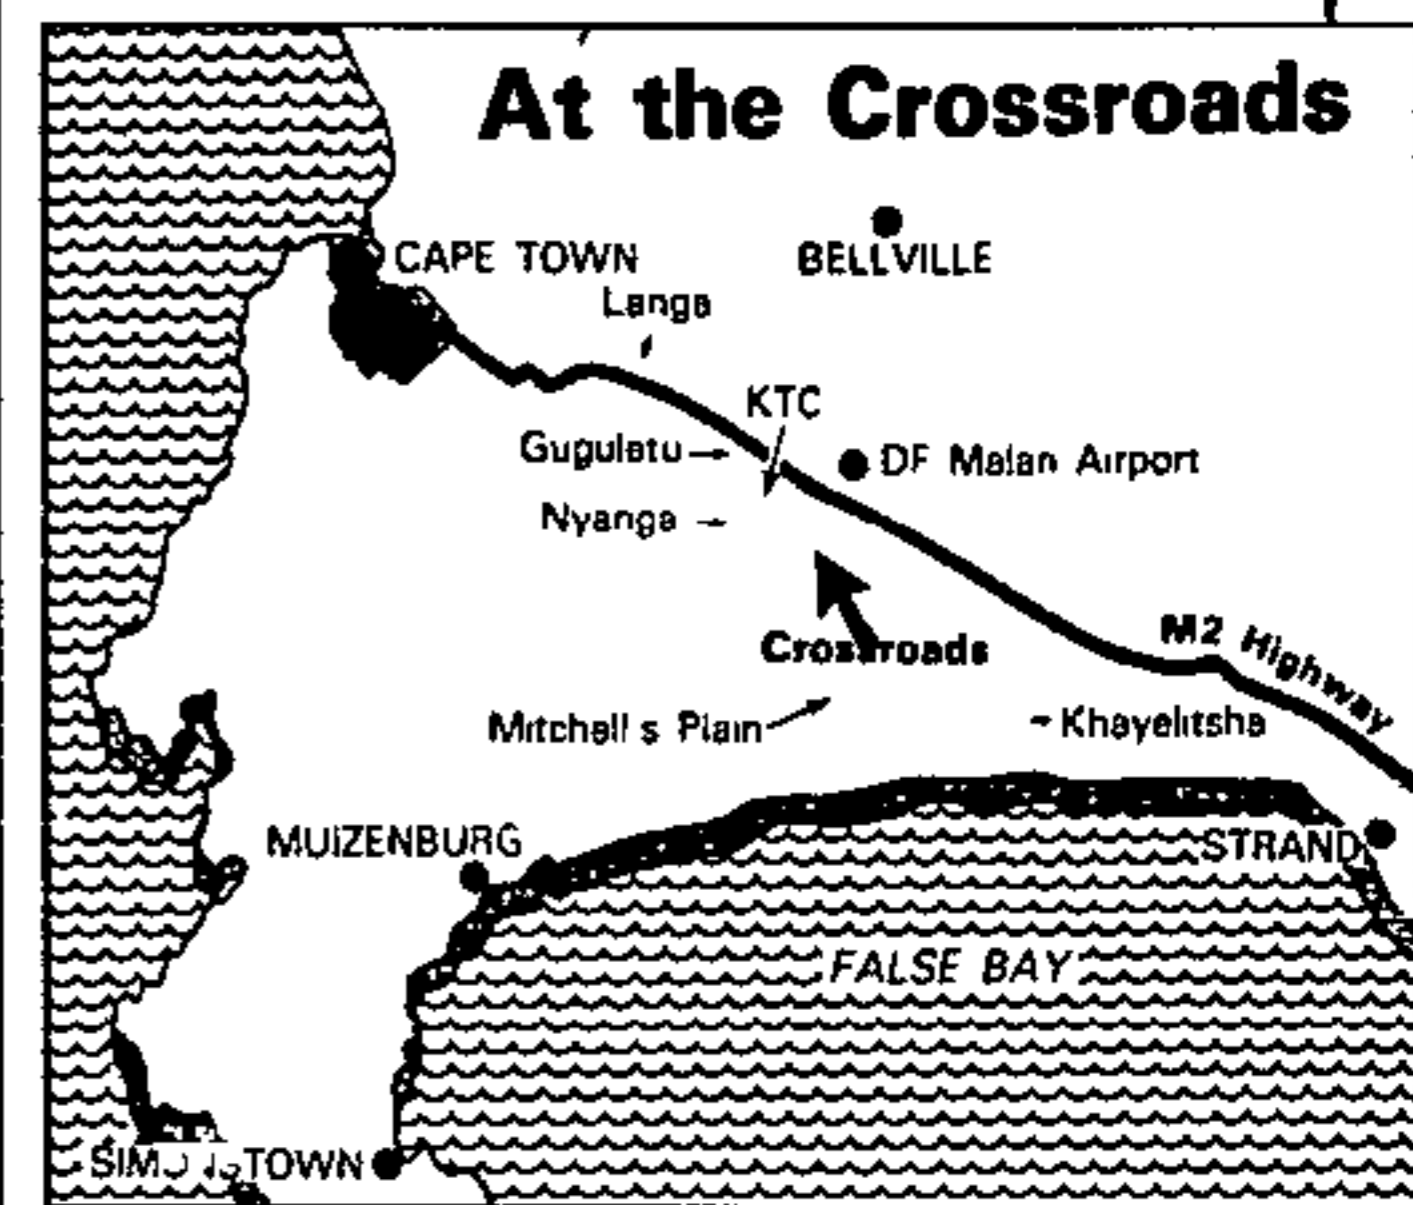 At the Crossroads
BELLVILLE
CAPE TOWN
Langa
KTC
Guguletu
DF Malan Airport
Nyanga
Crossroads
M2 Highway
Mitchell s Plain
Khayelitsha
MUIZENBURG
STRAND
FALSE BAY
TOWN